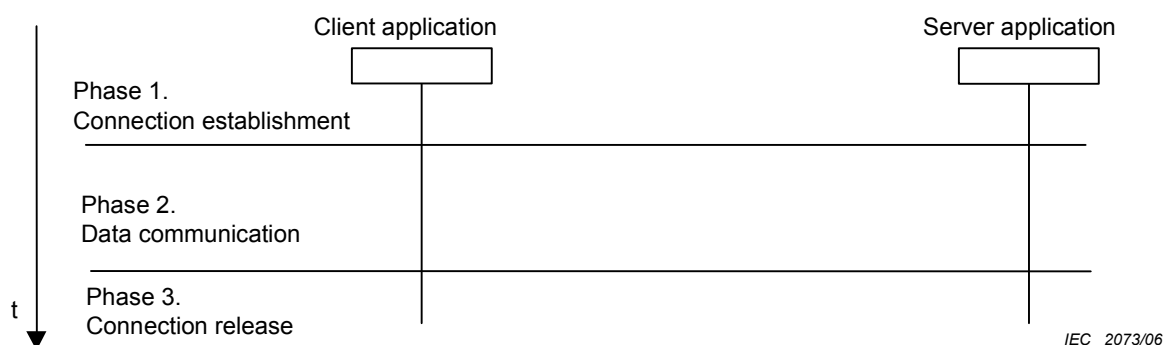 Client application
Server application
Phase 1.
Connection establishment
Phase 2.
Data communication
Phase 3.
Connection release
t
IEC 2073/06